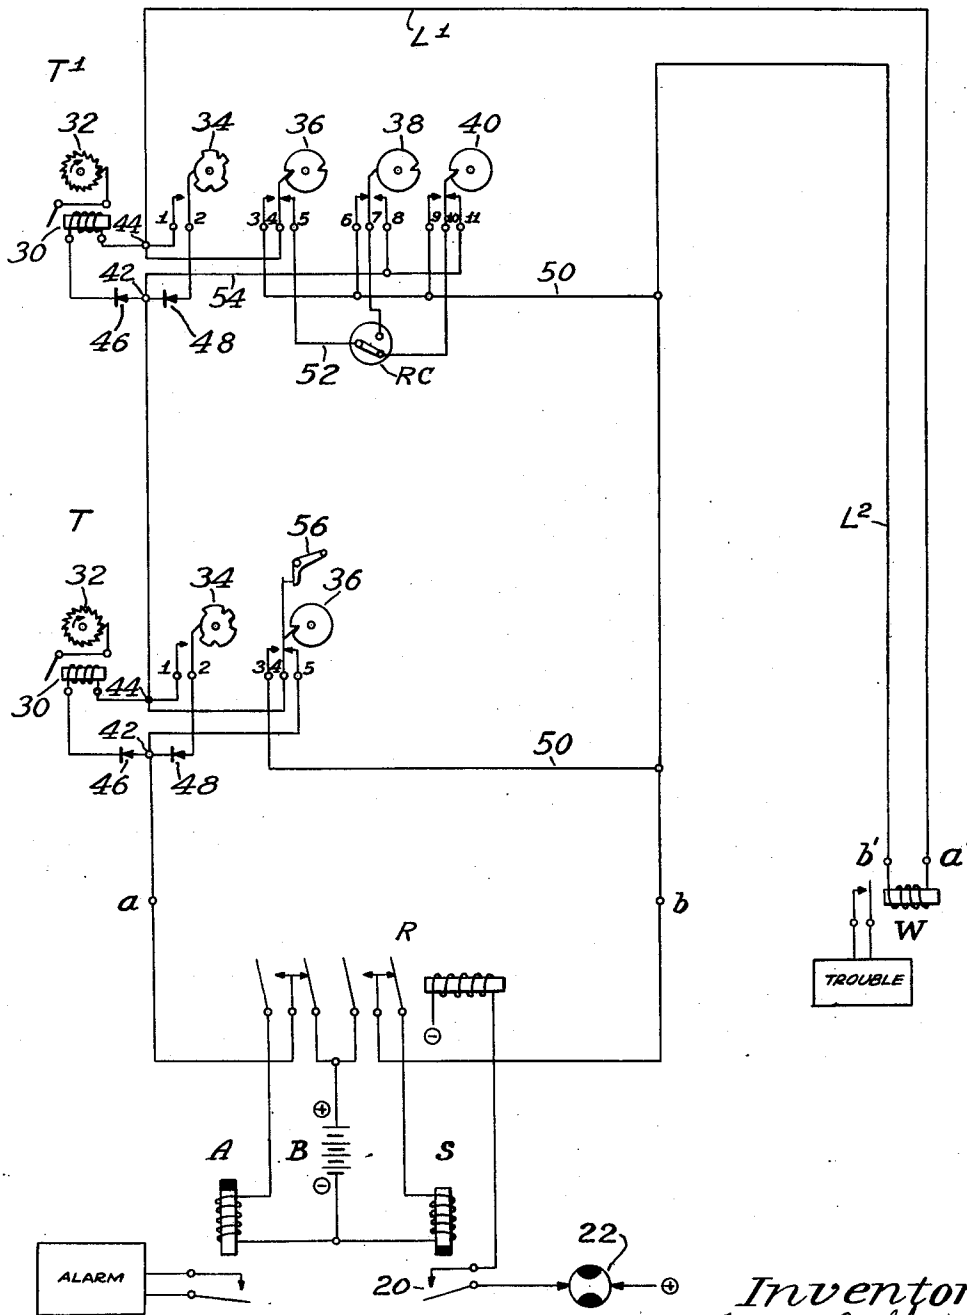 L1
T1
32 34 36 38 40
1 2 3 4 5 6 7 8 9 10 11
44
30
42 54 50
46 48 52 RC
L2
T
56
32 34 36
1 2 3 4 5
44
30
42 50
46 48
b' a'
a b
W
R
TROUBLE
⊖
⊕
A B S
⊖
22
ALARM 20 ⊕
Inventor